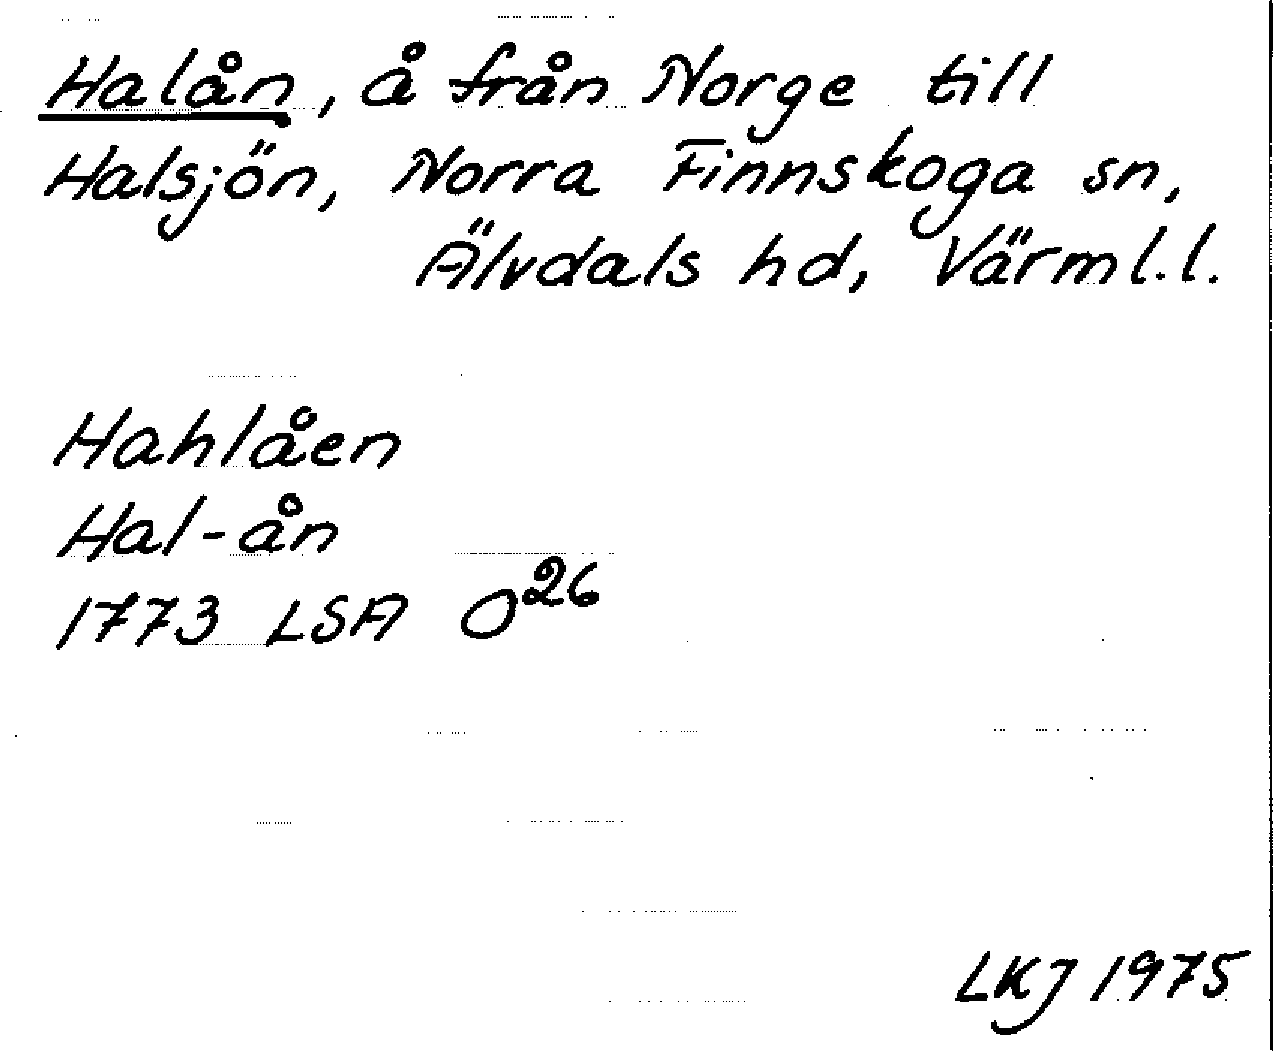 Halån, å från Norge till
Halsjön, Norra Finnskoga sn,
Älvdals hd, Värml.l.
Hahlåen
Hal-ån
1773 LSA O26
LKJ 1975